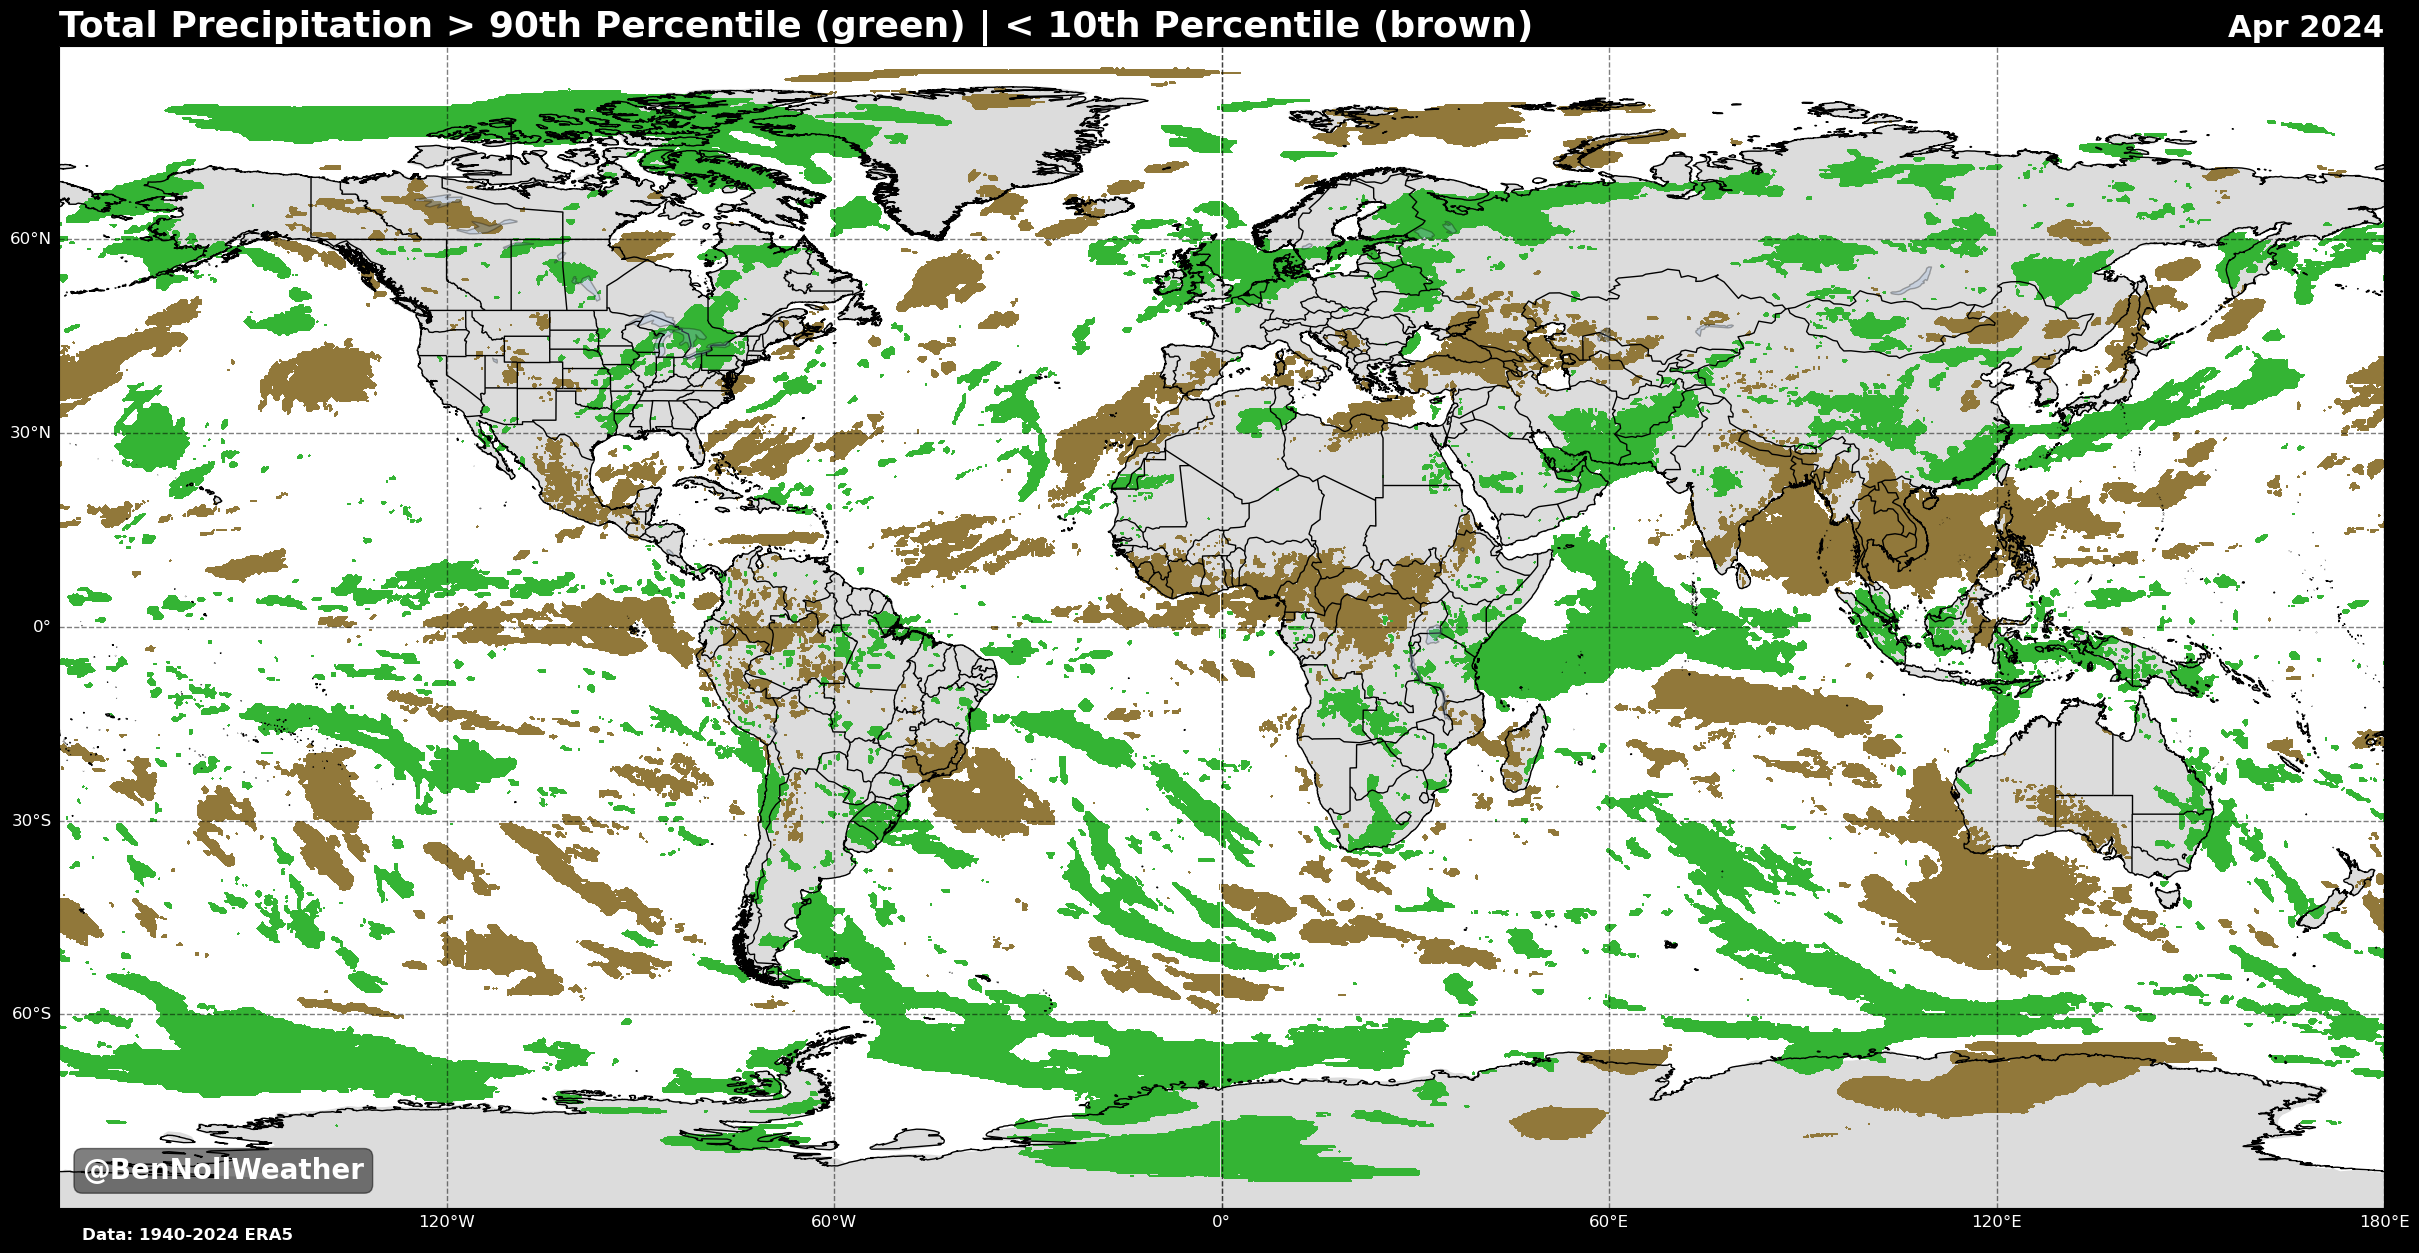 Total Precipitation > 90th Percentile (green) | < 10th Percentile (brown)
Apr 2024
60°N
30°N
0°
30°S
60°S
@BenNollWeather
120°W
60°W
0°
60°E
120°E
180°E
Data: 1940-2024 ERA5